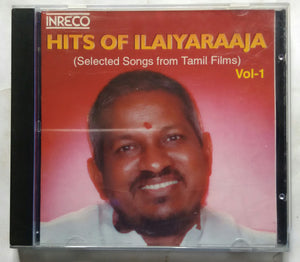 INRECO
HITS OF ILAIYARAAJA
(Selected Songs from Tamil Films)
Vol-1